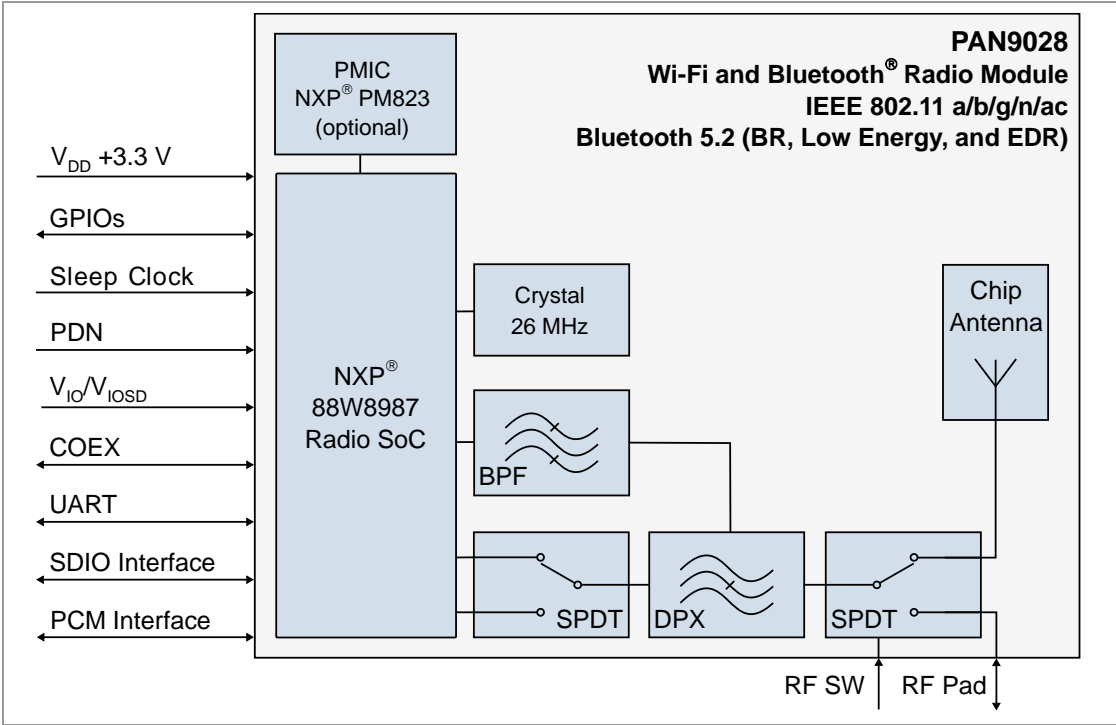 PAN9028
Wi-Fi and Bluetooth® Radio Module
IEEE 802.11 a/b/g/n/ac
Bluetooth 5.2 (BR, Low Energy, and EDR)
PMIC
NXP® PM823
(optional)
VDD +3.3 V
GPIOs
Sleep Clock
PDN
VIO/VIOSD
COEX
UART
SDIO Interface
PCM Interface
NXP®
88W8987
Radio SoC
Crystal
26 MHz
BPF
SPDT
DPX
SPDT
Chip
Antenna
RF SW
RF Pad